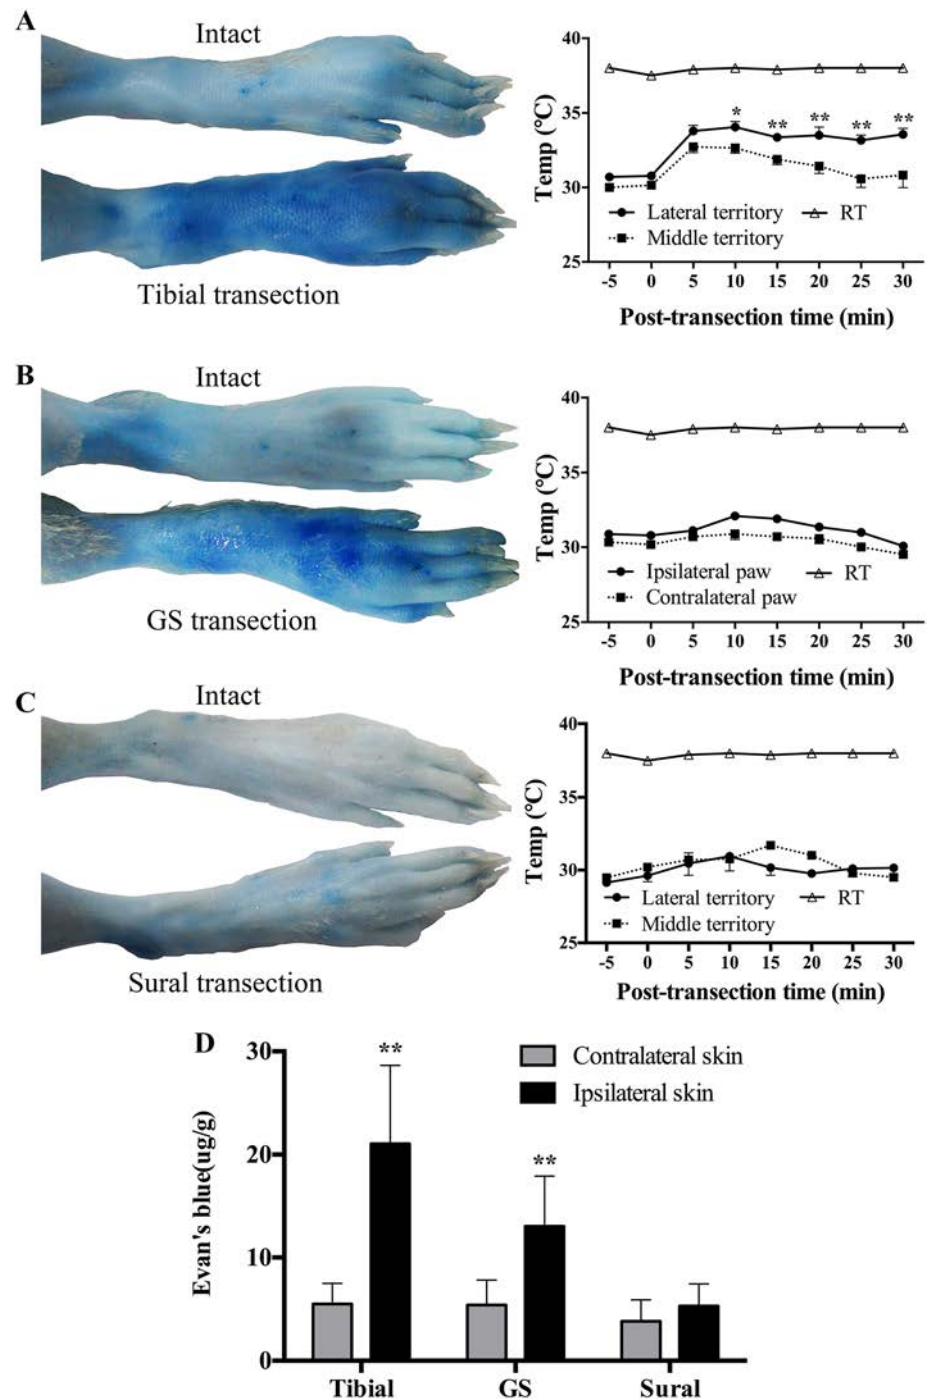 A
Intact
Tibial transection
40
35
30
25
Temp (°C)
* ** ** ** **
Lateral territory RT
Middle territory
-5 0 5 10 15 20 25 30
Post-transection time (min)
B
Intact
GS transection
40
35
30
25
Temp (°C)
Ipsilateral paw RT
Contralateral paw
-5 0 5 10 15 20 25 30
Post-transection time (min)
C
Intact
Sural transection
40
35
30
25
Temp (°C)
Lateral territory RT
Middle territory
-5 0 5 10 15 20 25 30
Post-transection time (min)
D
30
20
10
0
Evan's blue(ug/g)
**
**
Contralateral skin
Ipsilateral skin
Tibial GS Sural